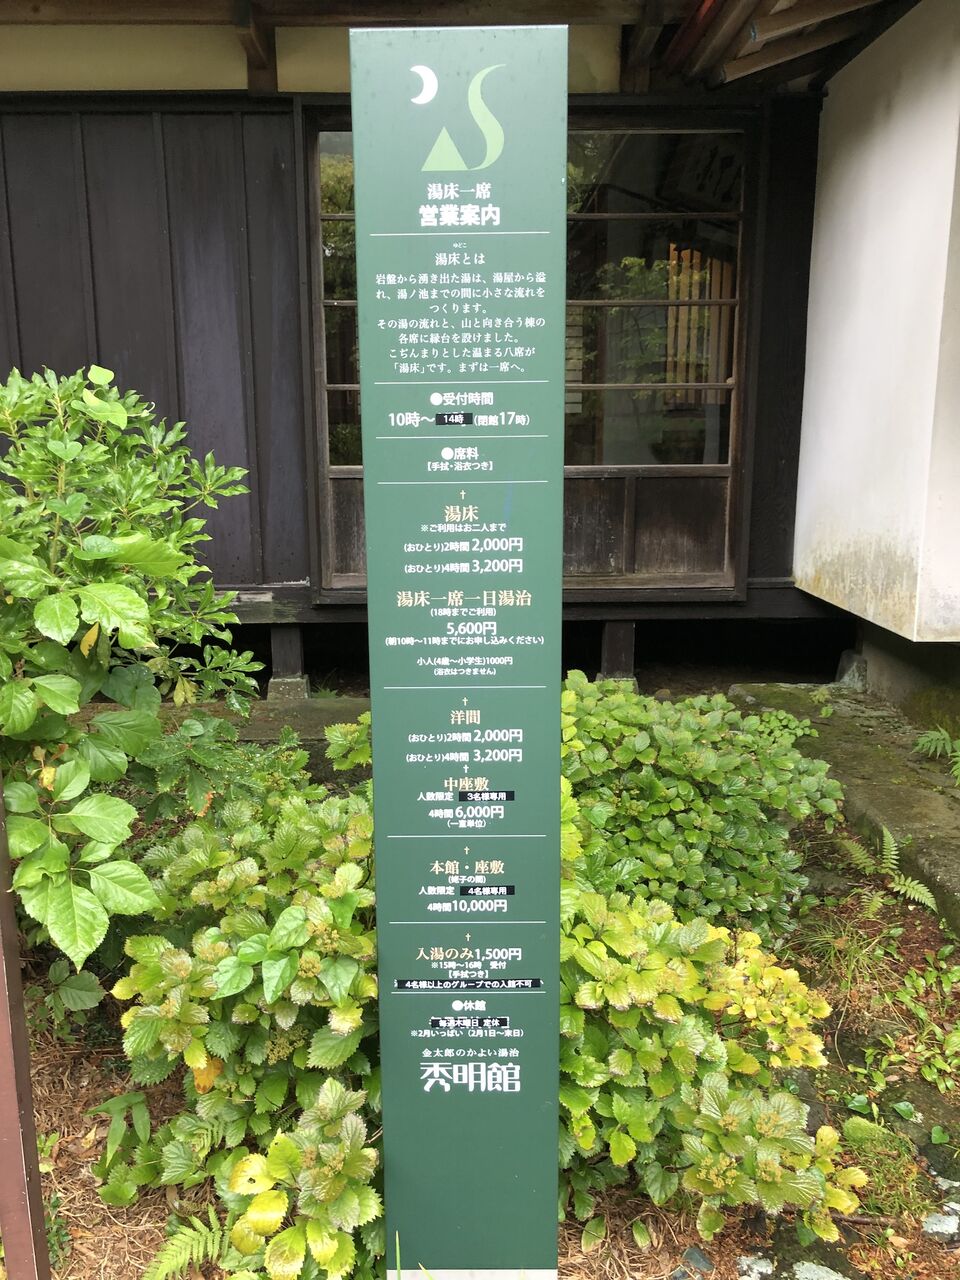 湯床一席
営業案内
ゆどこ
湯床とは
岩盤から湧き出た湯は、湯屋から溢
れ、湯ノ池までの間に小さな流れを
つくります。
その湯の流れと、山と向き合う棟の
各席に縁台を設けました。
こぢんまりとした温まる八席が
「湯床」です。まずは一席へ。
●受付時間
10時〜14時(閉館17時)
●席料
【手拭・浴衣つき】
湯床
※ご利用はお二人まで
(おひとり)2時間 2,000円
(おひとり)4時間 3,200円
湯床一席一日湯治
(18時までご利用)
5,600円
(朝10時〜11時までにお申し込みください)
小人(4歳〜小学生)1000円
(浴衣はつきません)
洋間
(おひとり)2時間 2,000円
(おひとり)4時間 3,200円
中座敷
人数限定 3名様専用
4時間 6,000円
(一室単位)
本館・座敷
(姥子の間)
人数限定 4名様専用
4時間10,000円
入湯のみ1,500円
※15時〜16時 受付
【手拭つき】
4名様以上のグループでの入館不可
●休館
毎週木曜日 定休
※2月いっぱい(2月1日〜末日)
金太郎のかよい湯治
秀明館